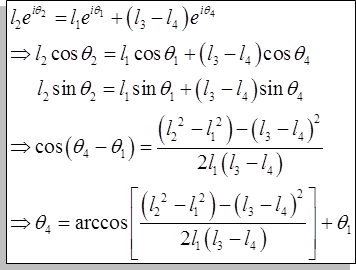 l₂e^{iθ₂} = l₁e^{iθ₁} + (l₃ − l₄)e^{iθ₄}
⇒ l₂ cos θ₂ = l₁ cos θ₁ + (l₃ − l₄) cos θ₄
l₂ sin θ₂ = l₁ sin θ₁ + (l₃ − l₄) sin θ₄
⇒ cos(θ₄ − θ₁) = ((l₂² − l₁²) − (l₃ − l₄)²) / (2l₁(l₃ − l₄))
⇒ θ₄ = arccos[((l₂² − l₁²) − (l₃ − l₄)²) / (2l₁(l₃ − l₄))] + θ₁